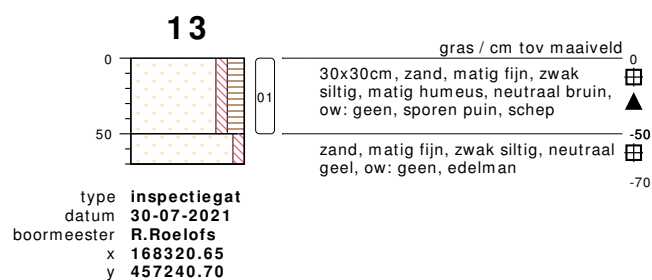 13
gras / cm tov maaiveld
0
0
30x30cm, zand, matig fijn, zwak
siltig, matig humeus, neutraal bruin,
ow: geen, sporen puin, schep
01
50
-50
zand, matig fijn, zwak siltig, neutraal
geel, ow: geen, edelman
-70
type inspectiegat
datum 30-07-2021
boormeester R.Roelofs
x 168320.65
y 457240.70